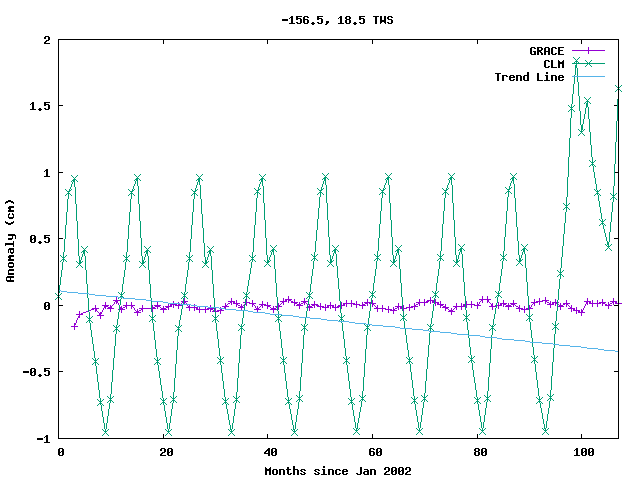 -156.5, 18.5 TWS
GRACE
CLM
Trend Line
2
1.5
1
0.5
0
-0.5
-1
Anomaly (cm)
0 20 40 60 80 100
Months since Jan 2002